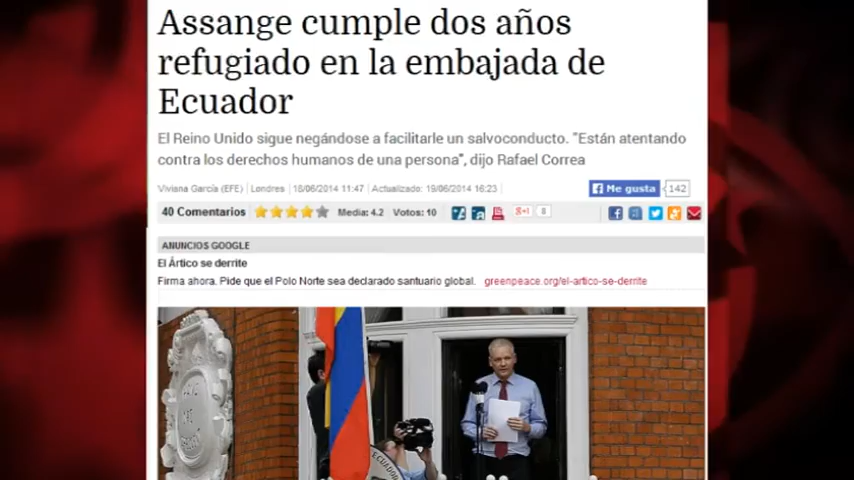 Assange cumple dos años
refugiado en la embajada de
Ecuador
El Reino Unido sigue negándose a facilitarle un salvoconducto. "Están atentando
contra los derechos humanos de una persona", dijo Rafael Correa
Viviana García (EFE) | Londres | 18/06/2014 11:47 | Actualizado: 19/06/2014 16:23 |
Me gusta 142
40 Comentarios Media: 4.2 Votos: 10 g+1 8
ANUNCIOS GOOGLE
El Ártico se derrite
Firma ahora. Pide que el Polo Norte sea declarado santuario global. greenpeace.org/el-artico-se-derrite
ECUADOR